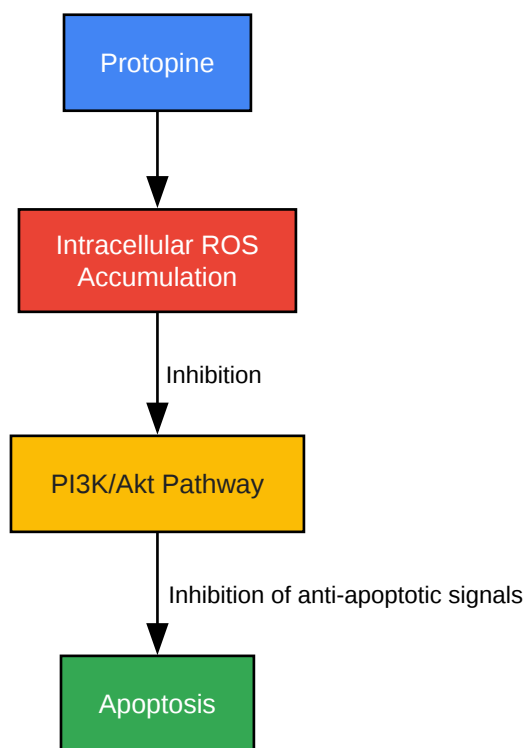 Protopine
Intracellular ROS
Accumulation
Inhibition
PI3K/Akt Pathway
Inhibition of anti-apoptotic signals
Apoptosis